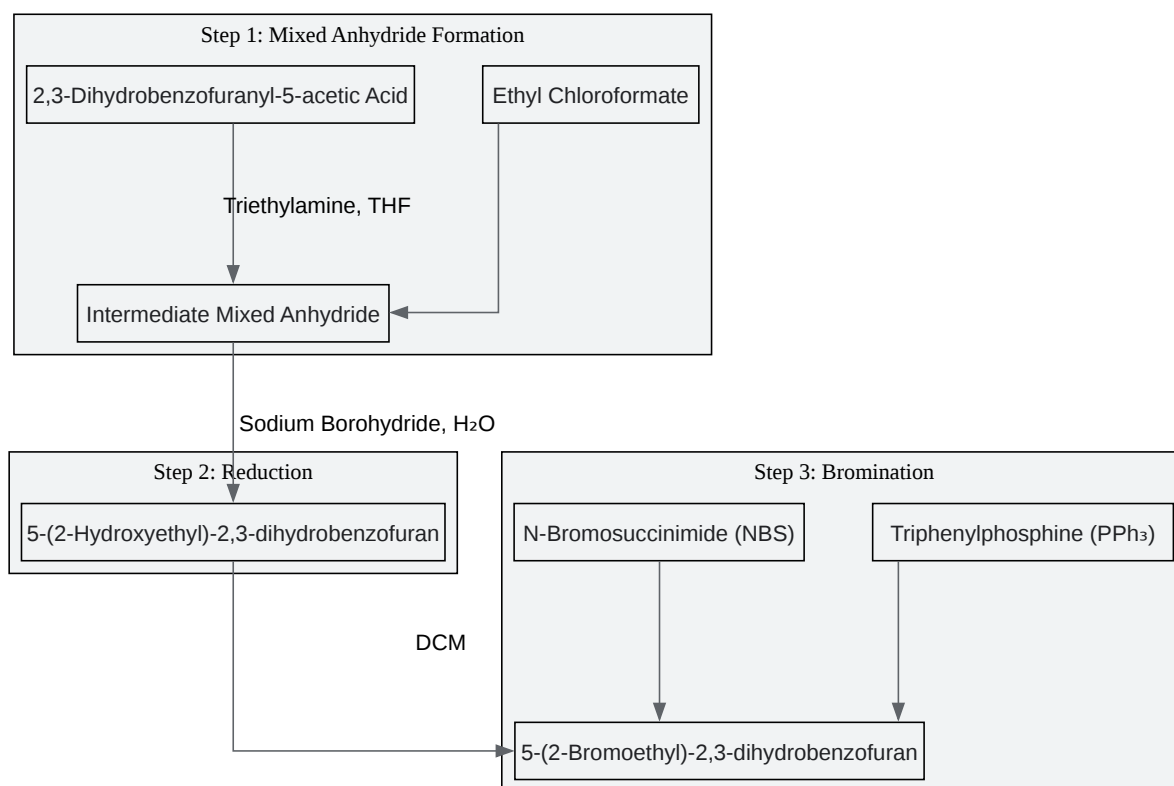 Step 1: Mixed Anhydride Formation
2,3-Dihydrobenzofuranyl-5-acetic Acid
Ethyl Chloroformate
Triethylamine, THF
Intermediate Mixed Anhydride
Sodium Borohydride, H₂O
Step 2: Reduction
5-(2-Hydroxyethyl)-2,3-dihydrobenzofuran
Step 3: Bromination
N-Bromosuccinimide (NBS)
Triphenylphosphine (PPh₃)
DCM
5-(2-Bromoethyl)-2,3-dihydrobenzofuran